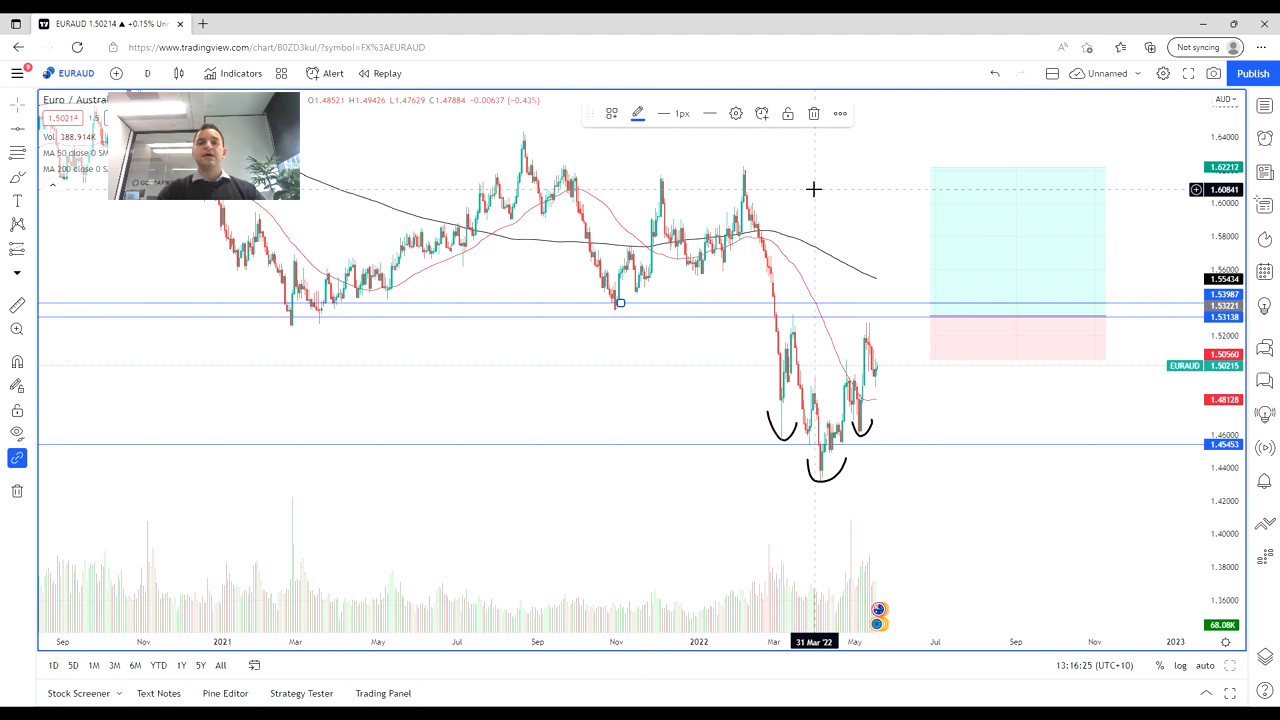 EURAUD 1.50214 ▲ +0.15% Un
https://www.tradingview.com/chart/B0ZD3kul/?symbol=FX%3AEURAUD
Not syncing
9
EURAUD
D
Indicators
Alert
Replay
Unnamed
Publish
Euro / Austra
O1.48521 H1.49426 L1.47629 C1.47884 -0.00637 (-0.43%)
AUD
1.50214
1.5
1px
Vol 388.914K
MA 50 close 0 SM
MA 200 close 0 S
1.64000
1.62212
1.60841
1.60000
1.58000
1.56000
1.55434
1.53987
1.53221
1.53138
1.52000
1.50560
EURAUD 1.50215
1.48128
1.46000
1.45453
1.44000
1.42000
1.40000
1.38000
1.36000
68.08K
Sep Nov 2021 Mar May Jul Sep Nov 2022 Mar 31 Mar '22 May Jul Sep Nov 2023
1D 5D 1M 3M 6M YTD 1Y 5Y All
13:16:25 (UTC+10) % log auto
Stock Screener Text Notes Pine Editor Strategy Tester Trading Panel